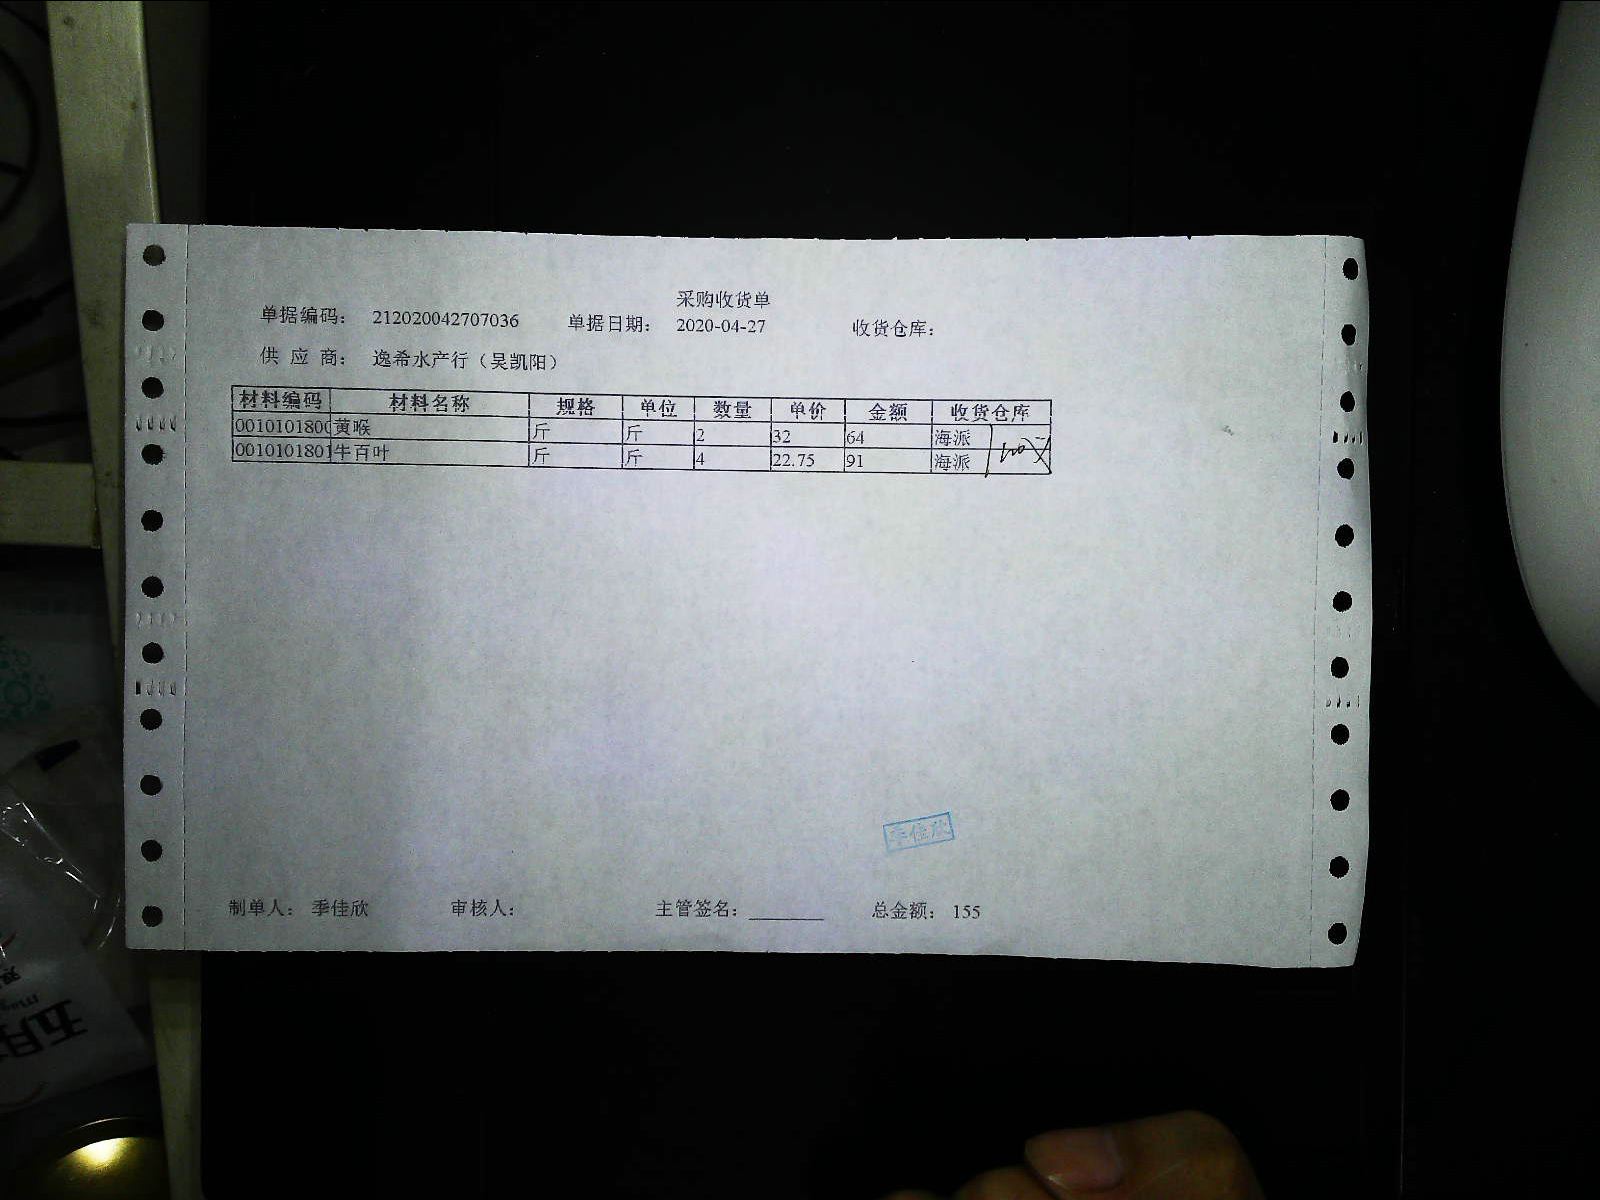 采购收货单
单据编码： 212020042707036 单据日期： 2020-04-27 收货仓库：
供 应 商： 逸希水产行（吴凯阳）
材料编码 材料名称 规格 单位 数量 单价 金额 收货仓库
0010101800 黄喉 斤 斤 2 32 64 海派
0010101801 牛百叶 斤 斤 4 22.75 91 海派
季佳欣
制单人： 季佳欣 审核人： 主管签名： 总金额： 155
五月